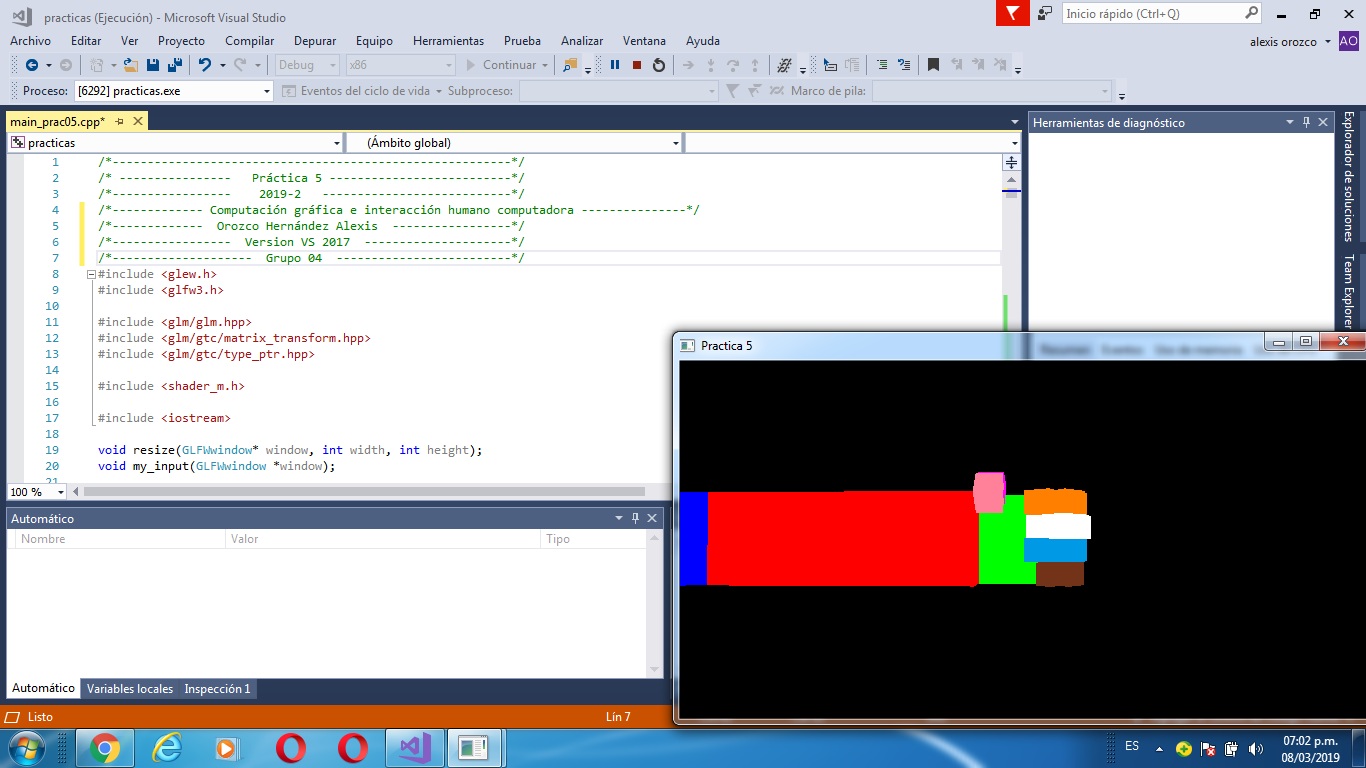 practicas (Ejecución) - Microsoft Visual Studio
Inicio rápido (Ctrl+Q)
Archivo Editar Ver Proyecto Compilar Depurar Equipo Herramientas Prueba Analizar Ventana Ayuda
alexis orozco AO
Debug x86 Continuar
Proceso: [6292] practicas.exe Eventos del ciclo de vida Subproceso: Marco de pila:
main_prac05.cpp*
practicas (Ámbito global)
1 /*---------------------------------------------------------*/
2 /* ---------------- Práctica 5 --------------------------*/
3 /*----------------- 2019-2 ---------------------------*/
4 /*------------- Computación gráfica e interacción humano computadora ---------------*/
5 /*------------- Orozco Hernández Alexis -----------------*/
6 /*----------------- Version VS 2017 ---------------------*/
7 /*-------------------- Grupo 04 -------------------------*/
8 #include <glew.h>
9 #include <glfw3.h>
10
11 #include <glm/glm.hpp>
12 #include <glm/gtc/matrix_transform.hpp>
13 #include <glm/gtc/type_ptr.hpp>
14
15 #include <shader_m.h>
16
17 #include <iostream>
18
19 void resize(GLFWwindow* window, int width, int height);
20 void my_input(GLFWwindow *window);
21
100 %
Herramientas de diagnóstico
Explorador de soluciones
Team Explorer
Practica 5
Automático
Nombre Valor Tipo
Automático Variables locales Inspección 1
Listo Lín 7
ES
07:02 p.m.
08/03/2019